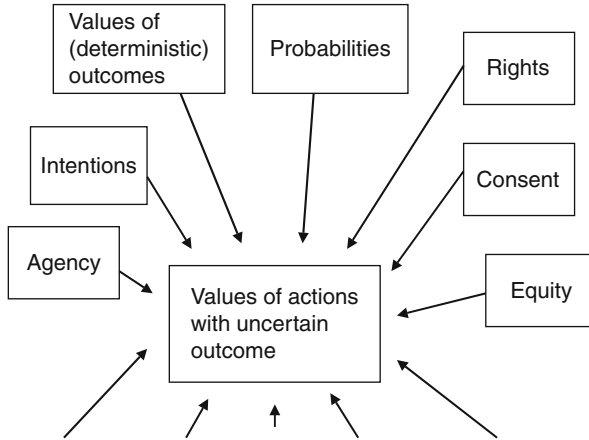 Values of
(deterministic)
outcomes
Probabilities
Rights
Intentions
Consent
Agency
Values of actions
with uncertain
outcome
Equity